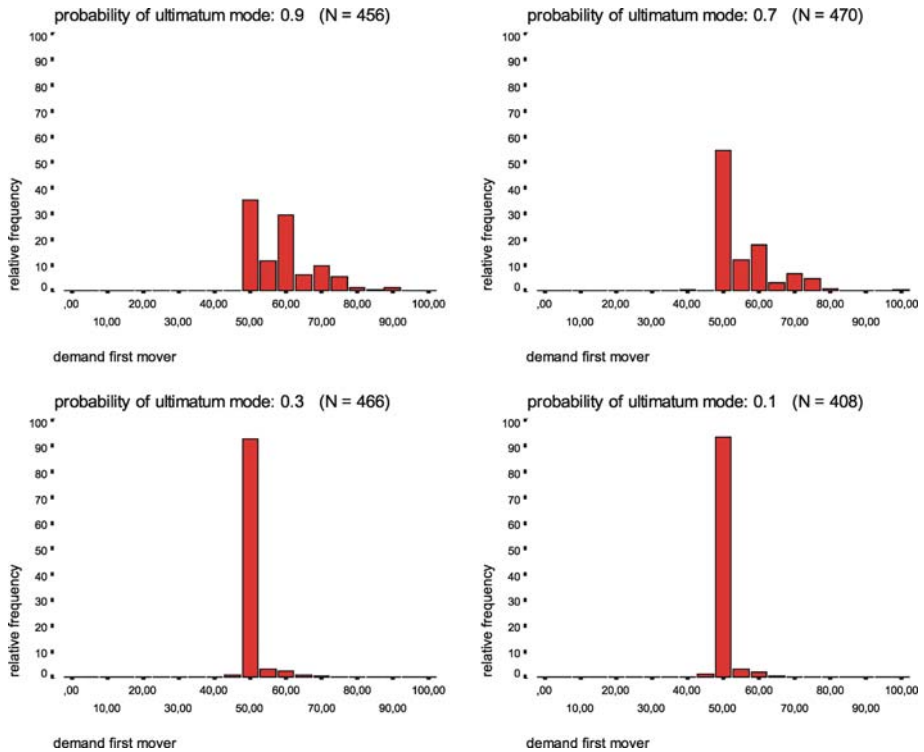 probability of ultimatum mode: 0.9   (N = 456)
100
90
80
70
60
50
40
30
20
10
0
relative frequency
,00 20,00 40,00 60,00 80,00 100,00
10,00 30,00 50,00 70,00 90,00
demand first mover
probability of ultimatum mode: 0.7   (N = 470)
100
90
80
70
60
50
40
30
20
10
0
relative frequency
,00 20,00 40,00 60,00 80,00 100,00
10,00 30,00 50,00 70,00 90,00
demand first mover
probability of ultimatum mode: 0.3   (N = 466)
100
90
80
70
60
50
40
30
20
10
0
relative frequency
,00 20,00 40,00 60,00 80,00 100,00
10,00 30,00 50,00 70,00 90,00
demand first mover
probability of ultimatum mode: 0.1   (N = 408)
100
90
80
70
60
50
40
30
20
10
0
relative frequency
,00 20,00 40,00 60,00 80,00 100,00
10,00 30,00 50,00 70,00 90,00
demand first mover